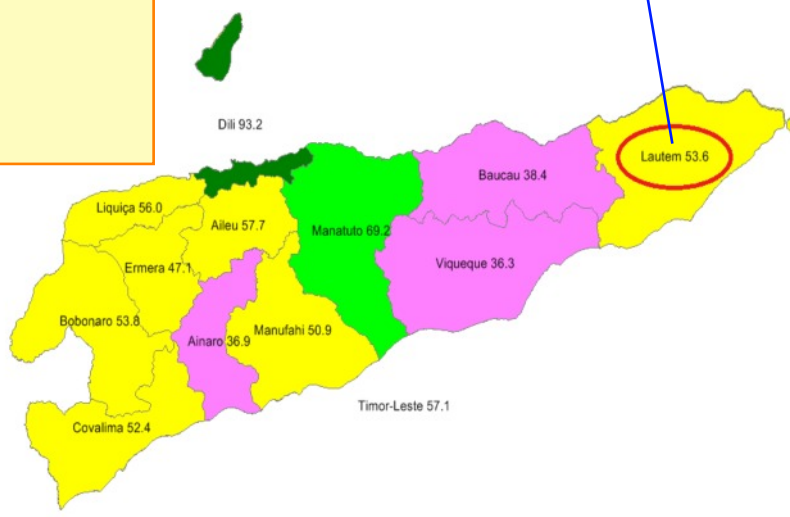 Dili 93.2
Lautem 53.6
Baucau 38.4
Liquiça 56.0
Aileu 57.7
Manatuto 69.2
Ermera 47.1
Viqueque 36.3
Bobonaro 53.8
Manufahi 50.9
Ainaro 36.9
Timor-Leste 57.1
Covalima 52.4